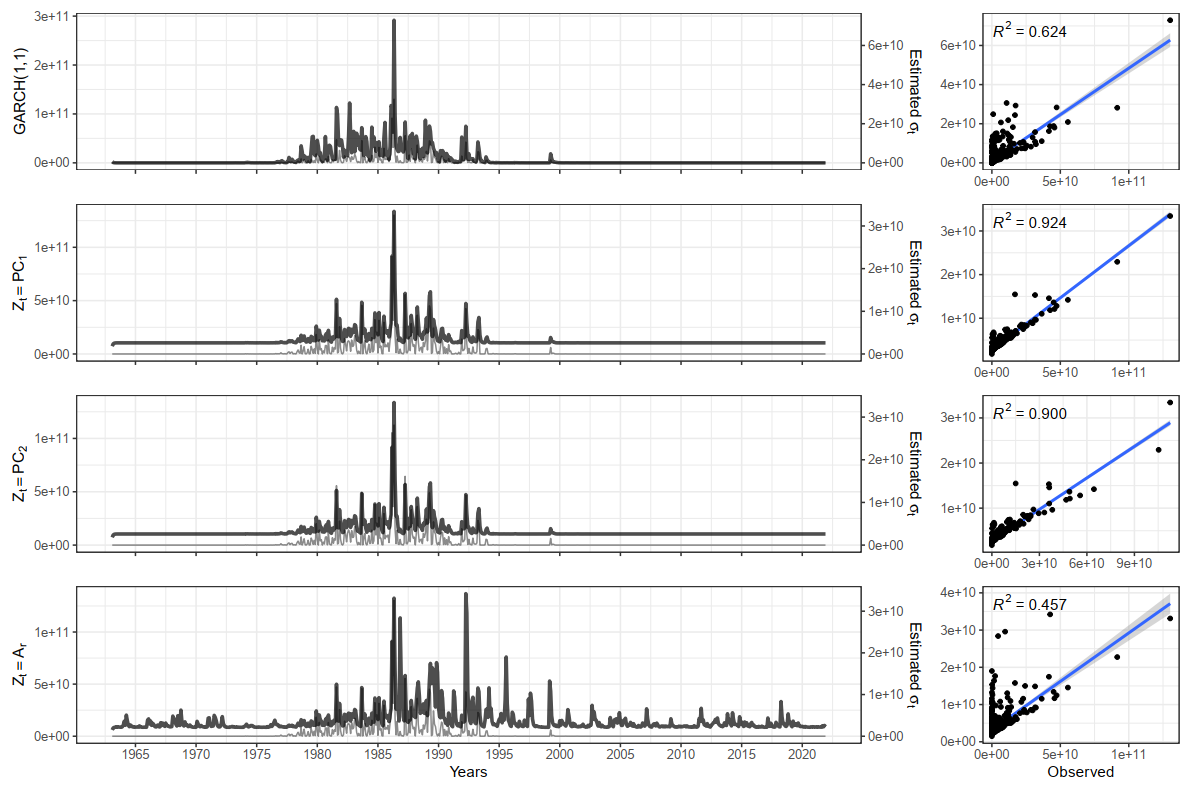 GARCH(1,1)
3e+11
2e+11
1e+11
0e+00
6e+10
4e+10
2e+10
0e+00
Estimated σt
R2 = 0.624
6e+10
4e+10
2e+10
0e+00
0e+00 5e+10 1e+11
Zt = PC1
1e+11
5e+10
0e+00
3e+10
2e+10
1e+10
0e+00
Estimated σt
R2 = 0.924
3e+10
2e+10
1e+10
0e+00 5e+10 1e+11
Zt = PC2
1e+11
5e+10
0e+00
3e+10
2e+10
1e+10
0e+00
Estimated σt
R2 = 0.900
3e+10
2e+10
1e+10
0e+00 3e+10 6e+10 9e+10
Zt = Ar
1e+11
5e+10
0e+00
3e+10
2e+10
1e+10
0e+00
Estimated σt
1965 1970 1975 1980 1985 1990 1995 2000 2005 2010 2015 2020
Years
R2 = 0.457
4e+10
3e+10
2e+10
1e+10
0e+00
0e+00 5e+10 1e+11
Observed